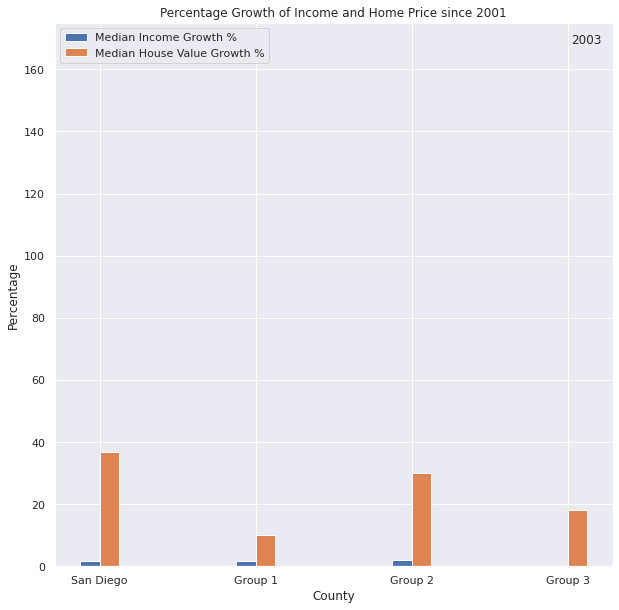 Percentage Growth of Income and Home Price since 2001
Median Income Growth %
Median House Value Growth %
2003
160
140
120
100
80
60
40
20
0
Percentage
San Diego
Group 1
Group 2
Group 3
County